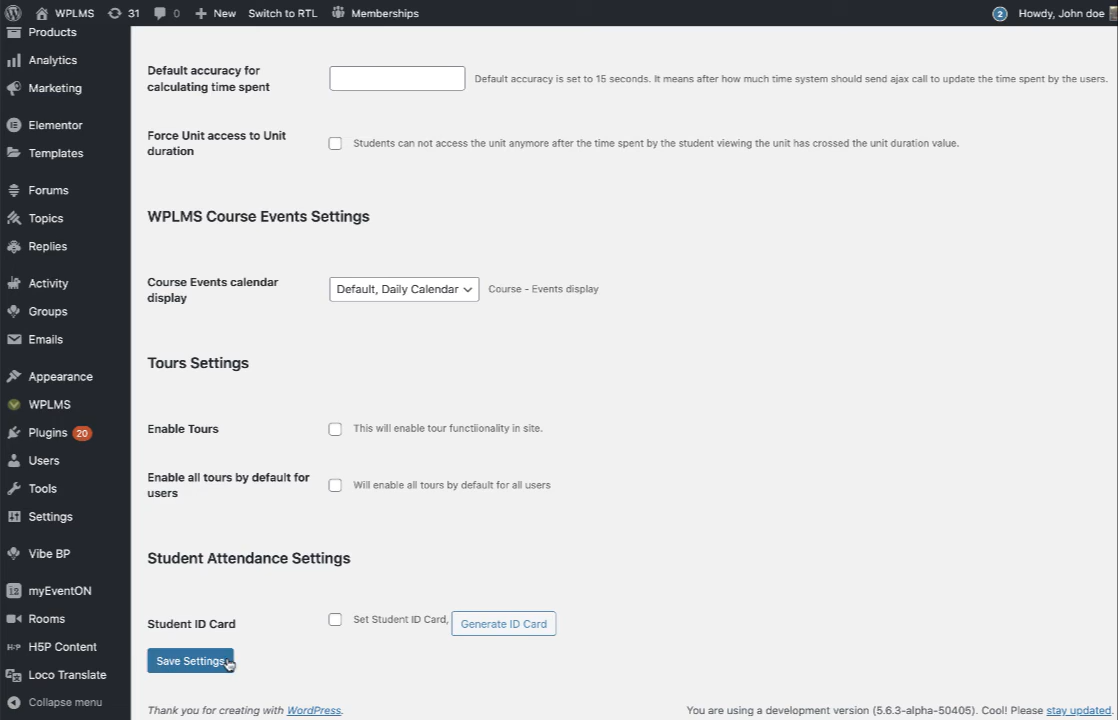 WPLMS 31 0 New Switch to RTL Memberships 2 Howdy, John doe
Products
Analytics
Marketing
Elementor
Templates
Forums
Topics
Replies
Activity
Groups
Emails
Appearance
WPLMS
Plugins 20
Users
Tools
Settings
Vibe BP
12 myEventON
Rooms
H-P H5P Content
Loco Translate
Collapse menu
Default accuracy for
calculating time spent
Default accuracy is set to 15 seconds. It means after how much time system should send ajax call to update the time spent by the users.
Force Unit access to Unit
duration
Students can not access the unit anymore after the time spent by the student viewing the unit has crossed the unit duration value.
WPLMS Course Events Settings
Course Events calendar
display
Default, Daily Calendar
Course - Events display
Tours Settings
Enable Tours
This will enable tour functiionality in site.
Enable all tours by default for
users
Will enable all tours by default for all users
Student Attendance Settings
Student ID Card
Set Student ID Card,
Generate ID Card
Save Settings
Thank you for creating with WordPress.
You are using a development version (5.6.3-alpha-50405). Cool! Please stay updated.